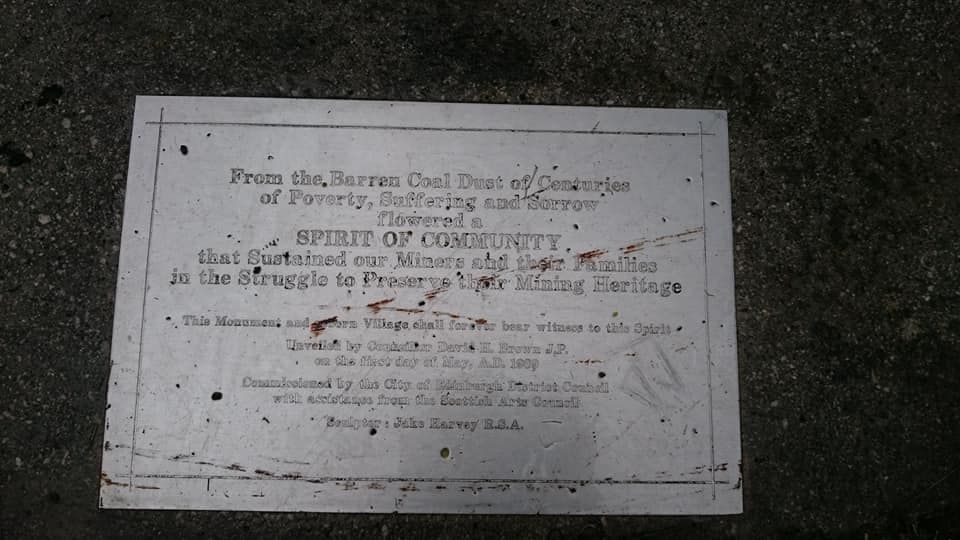 From the Barren Coal Dust of Centuries
of Poverty, Suffering and Sorrow
flowered a
SPIRIT OF COMMUNITY
that Sustained our Miners and their Families
in the Struggle to Preserve their Mining Heritage
This Monument and Village shall forever bear witness to this Spirit
Unveiled by Councillor David H. Brown J.P.
on the first day of May, A.D. 1989
Commissioned by the City of Edinburgh District Council
with assistance from the Scottish Arts Council
Sculptor: Jake Harvey R.S.A.